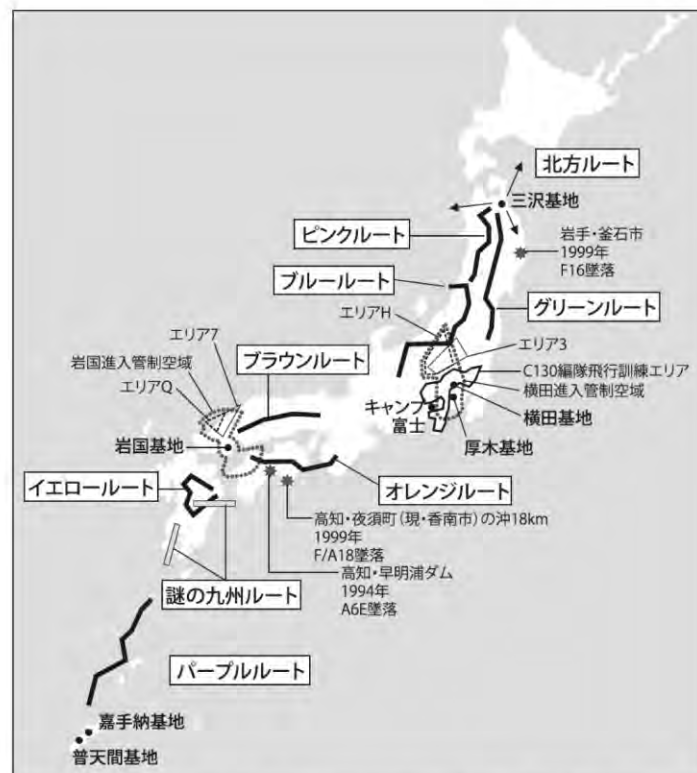 北方ルート
三沢基地
ピンクルート
岩手・釜石市
1999年
F16墜落
ブルールート
グリーンルート
エリアH
エリア7
エリア3
岩国進入管制空域
ブラウンルート
C130編隊飛行訓練エリア
エリアQ
横田進入管制空域
キャンプ
富士
横田基地
岩国基地
厚木基地
イエロールート
オレンジルート
高知・夜須町(現・香南市)の沖18km
1999年
F/A18墜落
高知・早明浦ダム
1994年
A6E墜落
謎の九州ルート
パープルルート
嘉手納基地
普天間基地